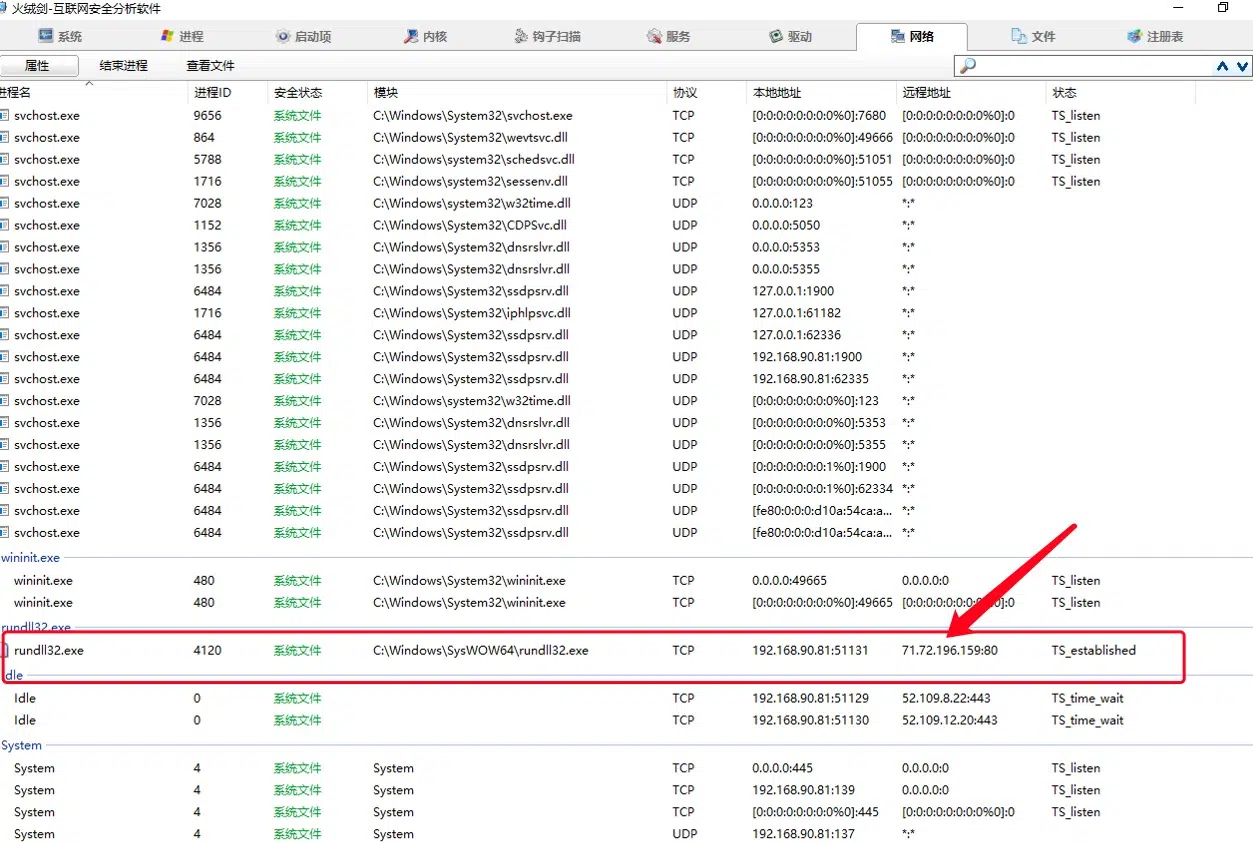 火绒剑-互联网安全分析软件
系统 进程 启动项 内核 钩子扫描 服务 驱动 网络 文件 注册表
属性 结束进程 查看文件
进程名 进程ID 安全状态 模块 协议 本地地址 远程地址 状态
svchost.exe 9656 系统文件 C:\Windows\System32\svchost.exe TCP [0:0:0:0:0:0:0:0%0]:7680 [0:0:0:0:0:0:0:0%0]:0 TS_listen
svchost.exe 864 系统文件 C:\Windows\System32\wevtsvc.dll TCP [0:0:0:0:0:0:0:0%0]:49666 [0:0:0:0:0:0:0:0%0]:0 TS_listen
svchost.exe 5788 系统文件 C:\Windows\system32\schedsvc.dll TCP [0:0:0:0:0:0:0:0%0]:51051 [0:0:0:0:0:0:0:0%0]:0 TS_listen
svchost.exe 1716 系统文件 C:\Windows\system32\sessenv.dll TCP [0:0:0:0:0:0:0:0%0]:51055 [0:0:0:0:0:0:0:0%0]:0 TS_listen
svchost.exe 7028 系统文件 C:\Windows\system32\w32time.dll UDP 0.0.0.0:123 *:*
svchost.exe 1152 系统文件 C:\Windows\System32\CDPSvc.dll UDP 0.0.0.0:5050 *:*
svchost.exe 1356 系统文件 C:\Windows\System32\dnsrslvr.dll UDP 0.0.0.0:5353 *:*
svchost.exe 1356 系统文件 C:\Windows\System32\dnsrslvr.dll UDP 0.0.0.0:5355 *:*
svchost.exe 6484 系统文件 C:\Windows\System32\ssdpsrv.dll UDP 127.0.0.1:1900 *:*
svchost.exe 1716 系统文件 C:\Windows\System32\iphlpsvc.dll UDP 127.0.0.1:61182 *:*
svchost.exe 6484 系统文件 C:\Windows\System32\ssdpsrv.dll UDP 127.0.0.1:62336 *:*
svchost.exe 6484 系统文件 C:\Windows\System32\ssdpsrv.dll UDP 192.168.90.81:1900 *:*
svchost.exe 6484 系统文件 C:\Windows\System32\ssdpsrv.dll UDP 192.168.90.81:62335 *:*
svchost.exe 7028 系统文件 C:\Windows\system32\w32time.dll UDP [0:0:0:0:0:0:0:0%0]:123 *:*
svchost.exe 1356 系统文件 C:\Windows\System32\dnsrslvr.dll UDP [0:0:0:0:0:0:0:0%0]:5353 *:*
svchost.exe 1356 系统文件 C:\Windows\System32\dnsrslvr.dll UDP [0:0:0:0:0:0:0:0%0]:5355 *:*
svchost.exe 6484 系统文件 C:\Windows\System32\ssdpsrv.dll UDP [0:0:0:0:0:0:0:1%0]:1900 *:*
svchost.exe 6484 系统文件 C:\Windows\System32\ssdpsrv.dll UDP [0:0:0:0:0:0:0:1%0]:62334 *:*
svchost.exe 6484 系统文件 C:\Windows\System32\ssdpsrv.dll UDP [fe80:0:0:0:d10a:54ca:a... *:*
svchost.exe 6484 系统文件 C:\Windows\System32\ssdpsrv.dll UDP [fe80:0:0:0:d10a:54ca:a... *:*
wininit.exe
wininit.exe 480 系统文件 C:\Windows\System32\wininit.exe TCP 0.0.0.0:49665 0.0.0.0:0 TS_listen
wininit.exe 480 系统文件 C:\Windows\System32\wininit.exe TCP [0:0:0:0:0:0:0:0%0]:49665 [0:0:0:0:0:0:0:0%0]:0 TS_listen
rundll32.exe
rundll32.exe 4120 系统文件 C:\Windows\SysWOW64\rundll32.exe TCP 192.168.90.81:51131 71.72.196.159:80 TS_established
Idle
Idle 0 系统文件 TCP 192.168.90.81:51129 52.109.8.22:443 TS_time_wait
Idle 0 系统文件 TCP 192.168.90.81:51130 52.109.12.20:443 TS_time_wait
System
System 4 系统文件 System TCP 0.0.0.0:445 0.0.0.0:0 TS_listen
System 4 系统文件 System TCP 192.168.90.81:139 0.0.0.0:0 TS_listen
System 4 系统文件 System TCP [0:0:0:0:0:0:0:0%0]:445 [0:0:0:0:0:0:0:0%0]:0 TS_listen
System 4 系统文件 System UDP 192.168.90.81:137 *:*